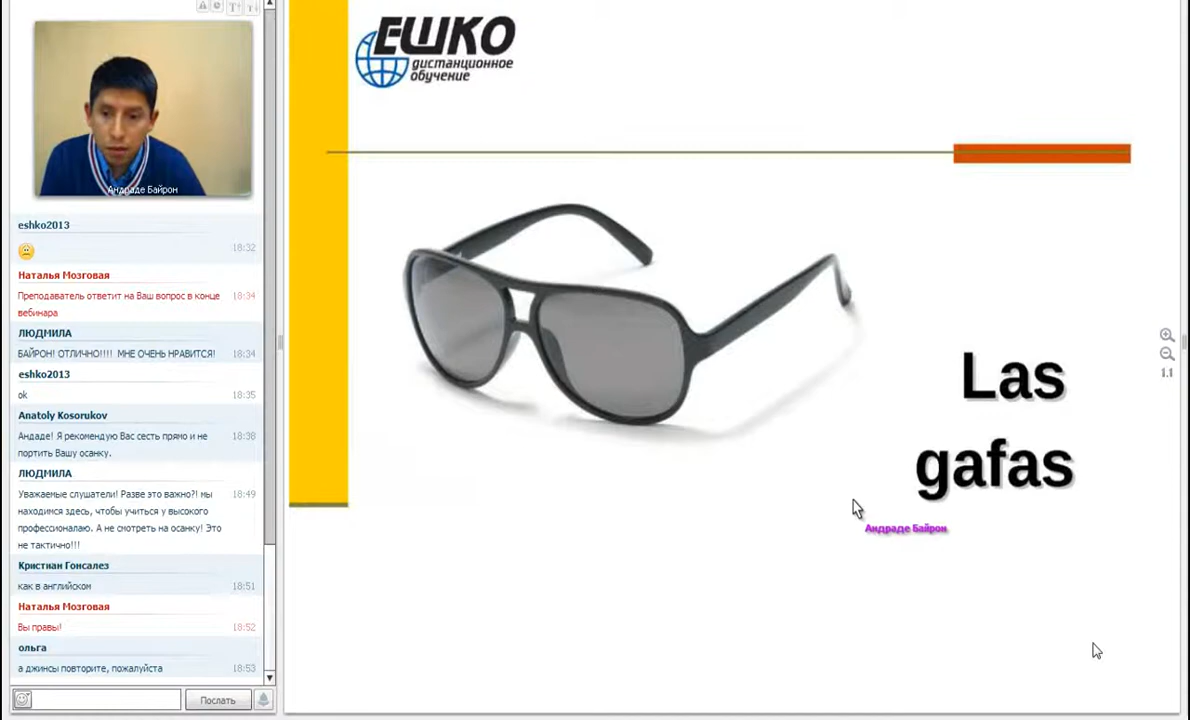 Андраде Байрон
eshko2013
18:32
Наталья Мозговая
Преподаватель ответит на Ваш вопрос в конце 18:34
вебинара
ЛЮДМИЛА
БАЙРОН! ОТЛИЧНО!!!! МНЕ ОЧЕНЬ НРАВИТСЯ! 18:34
eshko2013
ok 18:35
Anatoly Kosorukov
Андаде! Я рекомендую Вас сесть прямо и не 18:38
портить Вашу осанку.
ЛЮДМИЛА
Уважаемые слушатели! Разве это важно?! мы 18:49
находимся здесь, чтобы учиться у высокого
профессионалаю. А не смотреть на осанку! Это
не тактично!!!
Кристиан Гонсалез
как в английском 18:51
Наталья Мозговая
Вы правы! 18:52
ольга
а джинсы повторите, пожалуйста 18:53
Послать
ЕШКО
дистанционное
обучение
Las
gafas
Андраде Байрон
1.1